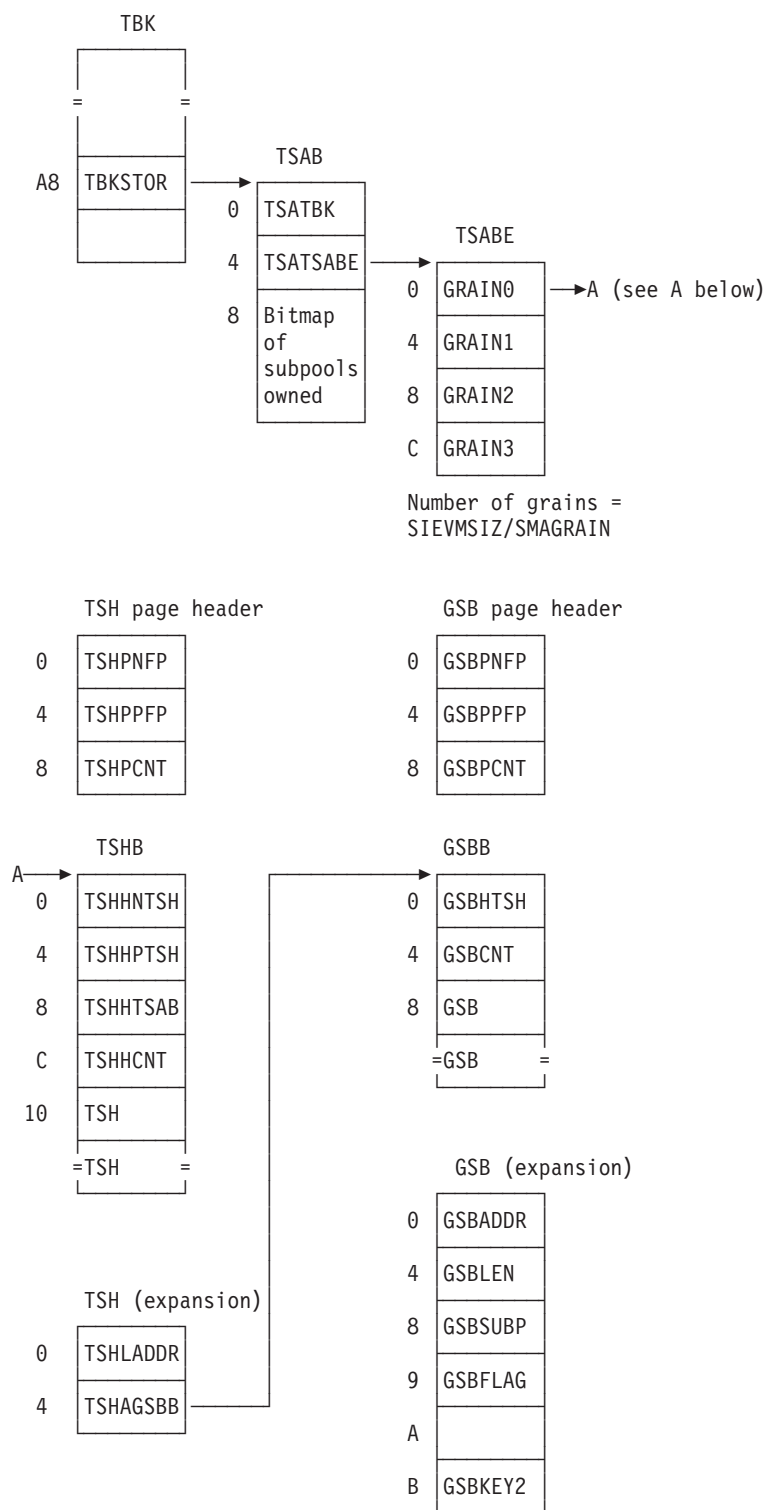 TBK
=
=
A8 TBKSTOR
TSAB
0 TSATBK
4 TSATSABE
8 Bitmap
of
subpools
owned
TSABE
0 GRAIN0 A (see A below)
4 GRAIN1
8 GRAIN2
C GRAIN3
Number of grains =
SIEVMSIZ/SMAGRAIN
TSH page header
0 TSHPNFP
4 TSHPPFP
8 TSHPCNT
GSB page header
0 GSBPNFP
4 GSBPPFP
8 GSBPCNT
TSHB
A
0 TSHHNTSH
4 TSHHPTSH
8 TSHHTSAB
C TSHHCNT
10 TSH
=TSH =
GSBB
0 GSBHTSH
4 GSBCNT
8 GSB
=GSB =
TSH (expansion)
0 TSHLADDR
4 TSHAGSBB
GSB (expansion)
0 GSBADDR
4 GSBLEN
8 GSBSUBP
9 GSBFLAG
A
B GSBKEY2